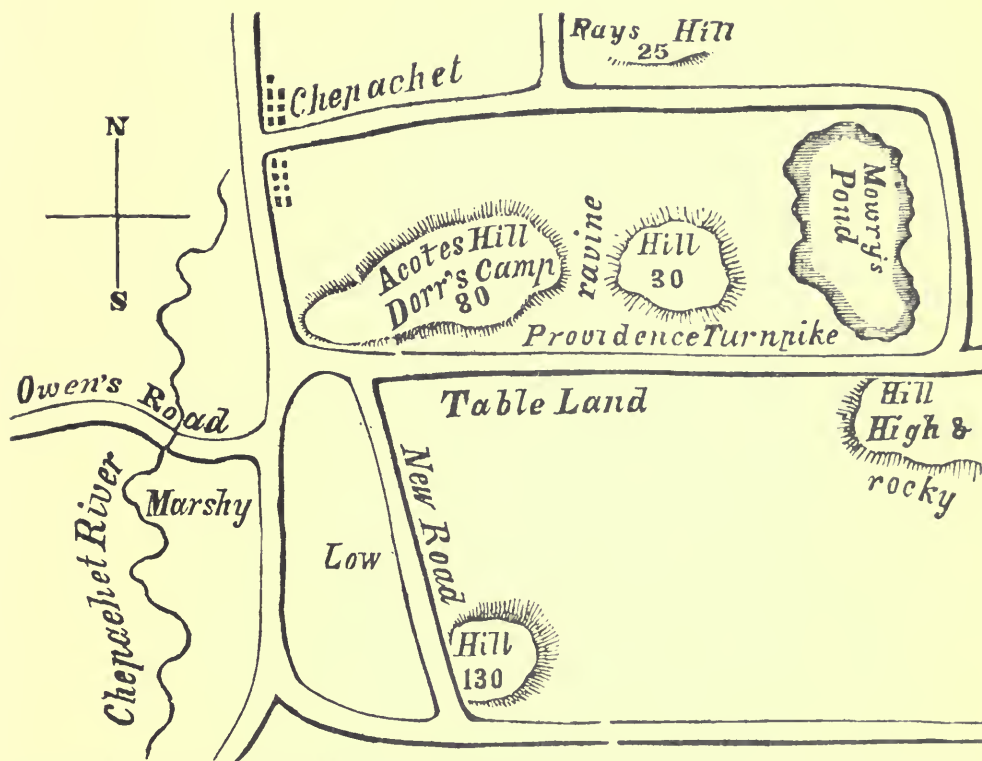 Rays Hill
25
Chepachet
N
S
Mowry's
Pond
Acotes Hill
Dorr's Camp
80
ravine
Hill
30
Providence Turnpike
Owen's Road
Table Land
Hill
High &
rocky
New Road
Marshy
Chepachet River
Low
Hill
130